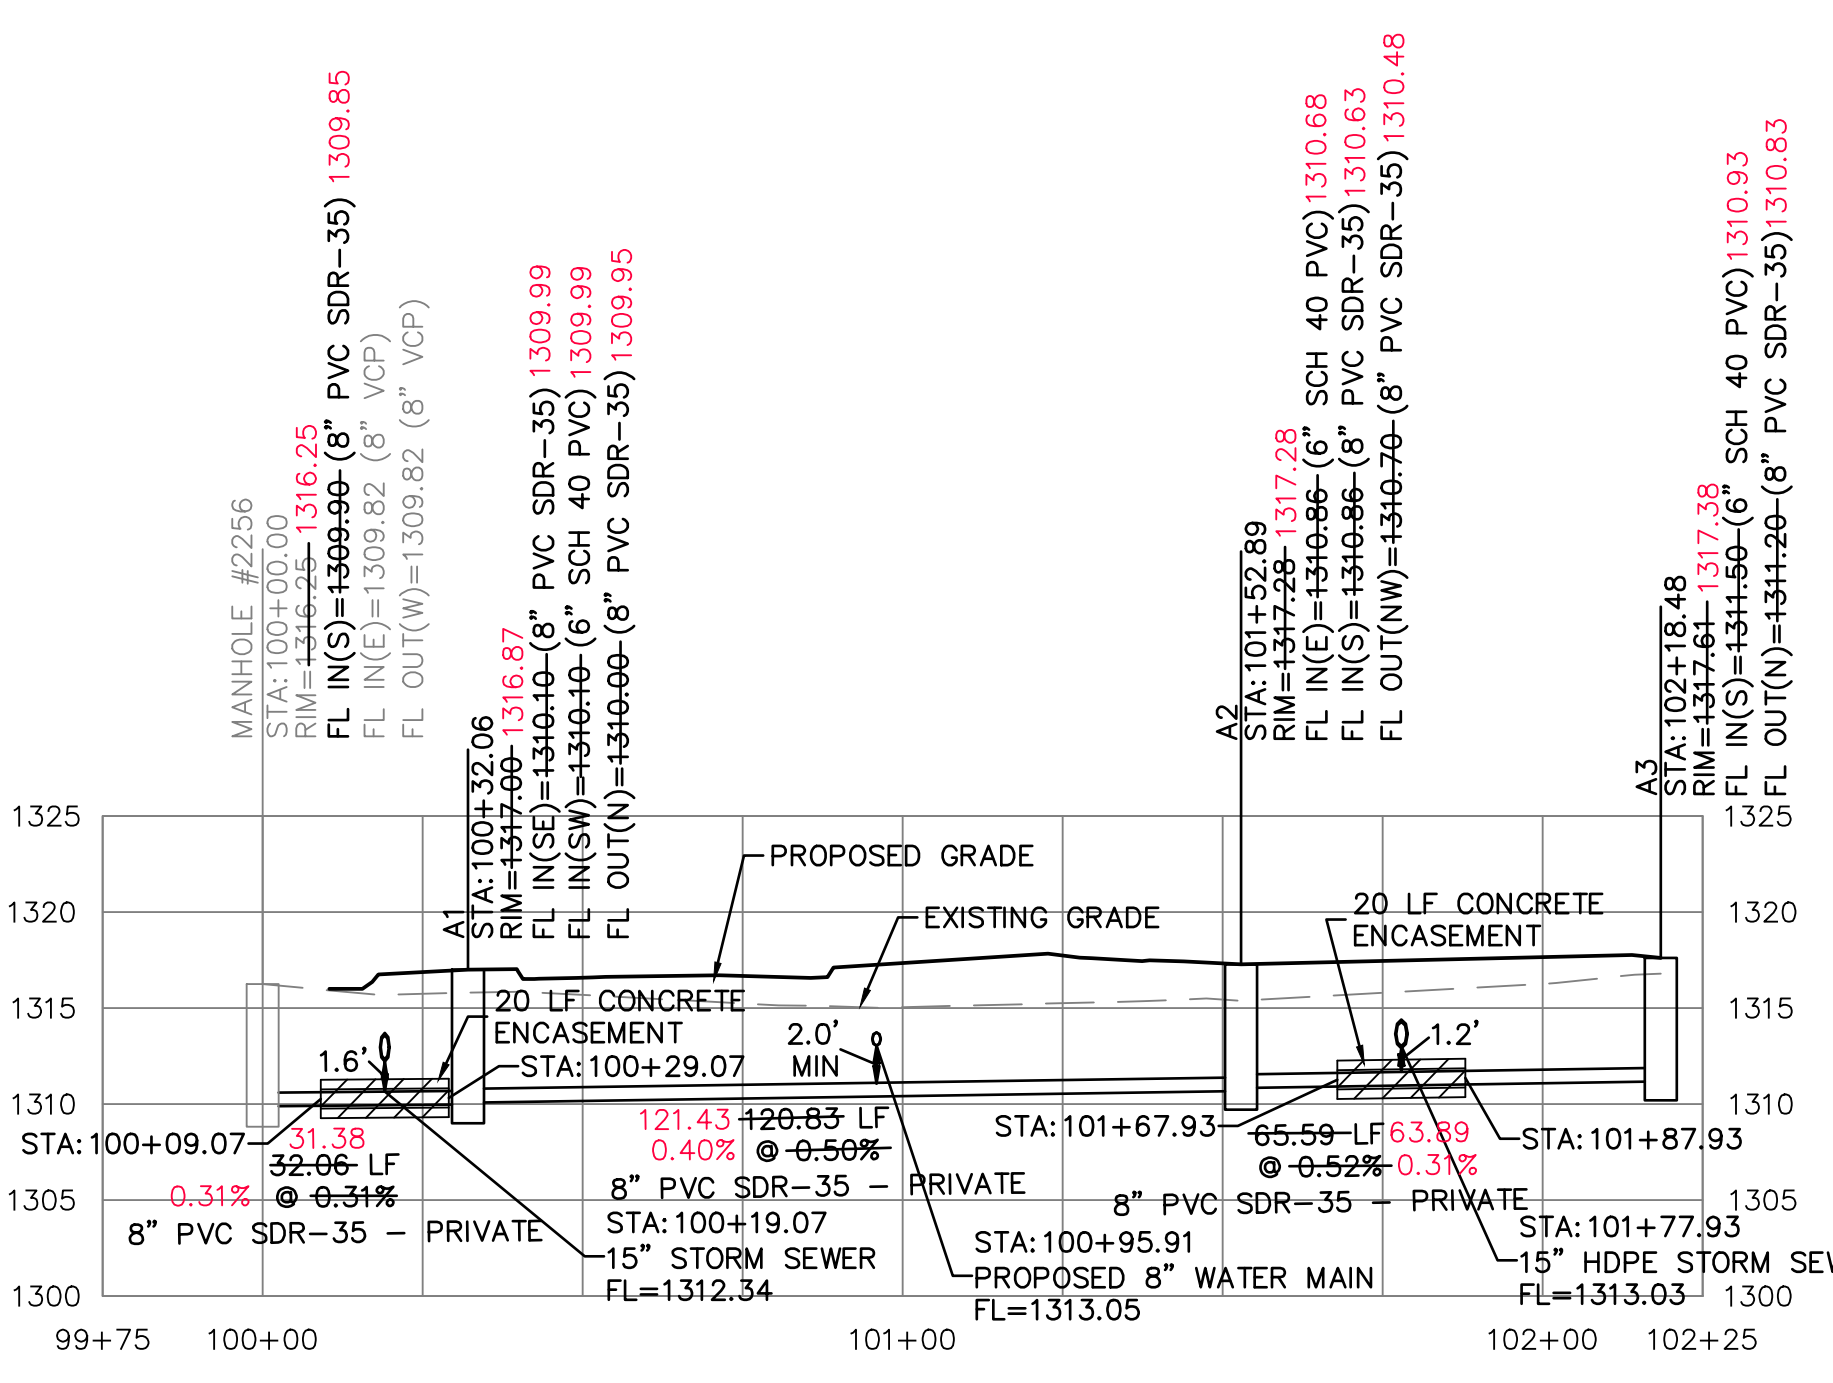 MANHOLE #2256
STA:100+00.00
RIM=1316.25 1316.25
FL IN(S)=1309.90 (8" PVC SDR-35) 1309.85
FL IN(E)=1309.82 (8" VCP)
FL OUT(W)=1309.82 (8" VCP)
A1
STA:100+32.06
RIM=1317.00 1316.87
FL IN(SE)=1310.10 (8" PVC SDR-35) 1309.99
FL IN(SW)=1310.10 (6" SCH 40 PVC) 1309.99
FL OUT(N)=1310.00 (8" PVC SDR-35) 1309.95
A2
STA:101+52.89
RIM=1317.28 1317.28
FL IN(E)=1310.86 (6" SCH 40 PVC) 1310.68
FL IN(S)=1310.86 (8" PVC SDR-35) 1310.63
FL OUT(NW)=1310.70 (8" PVC SDR-35) 1310.48
A3
STA:102+18.48
RIM=1317.61 1317.38
FL IN(S)=1311.50 (6" SCH 40 PVC) 1310.93
FL OUT(N)=1311.20 (8" PVC SDR-35) 1310.83
1325 1325
PROPOSED GRADE
1320 1320
EXISTING GRADE
20 LF CONCRETE
ENCASEMENT
1315 1315
20 LF CONCRETE
ENCASEMENT
STA:100+29.07
1.6'
2.0'
MIN
1.2'
1310 1310
STA:100+09.07
31.38
32.06 LF
0.31% @ 0.31%
8" PVC SDR-35 - PRIVATE
121.43 120.83 LF
0.40% @ 0.50%
8" PVC SDR-35 - PRIVATE
STA:101+67.93
65.59 LF 63.89
@ 0.52% 0.31%
8" PVC SDR-35 - PRIVATE
STA:101+87.93
1305 1305
STA:100+19.07
15" STORM SEWER
FL=1312.34
STA:100+95.91
PROPOSED 8" WATER MAIN
FL=1313.05
STA:101+77.93
15" HDPE STORM SEW
FL=1313.03
1300 1300
99+75 100+00 101+00 102+00 102+25